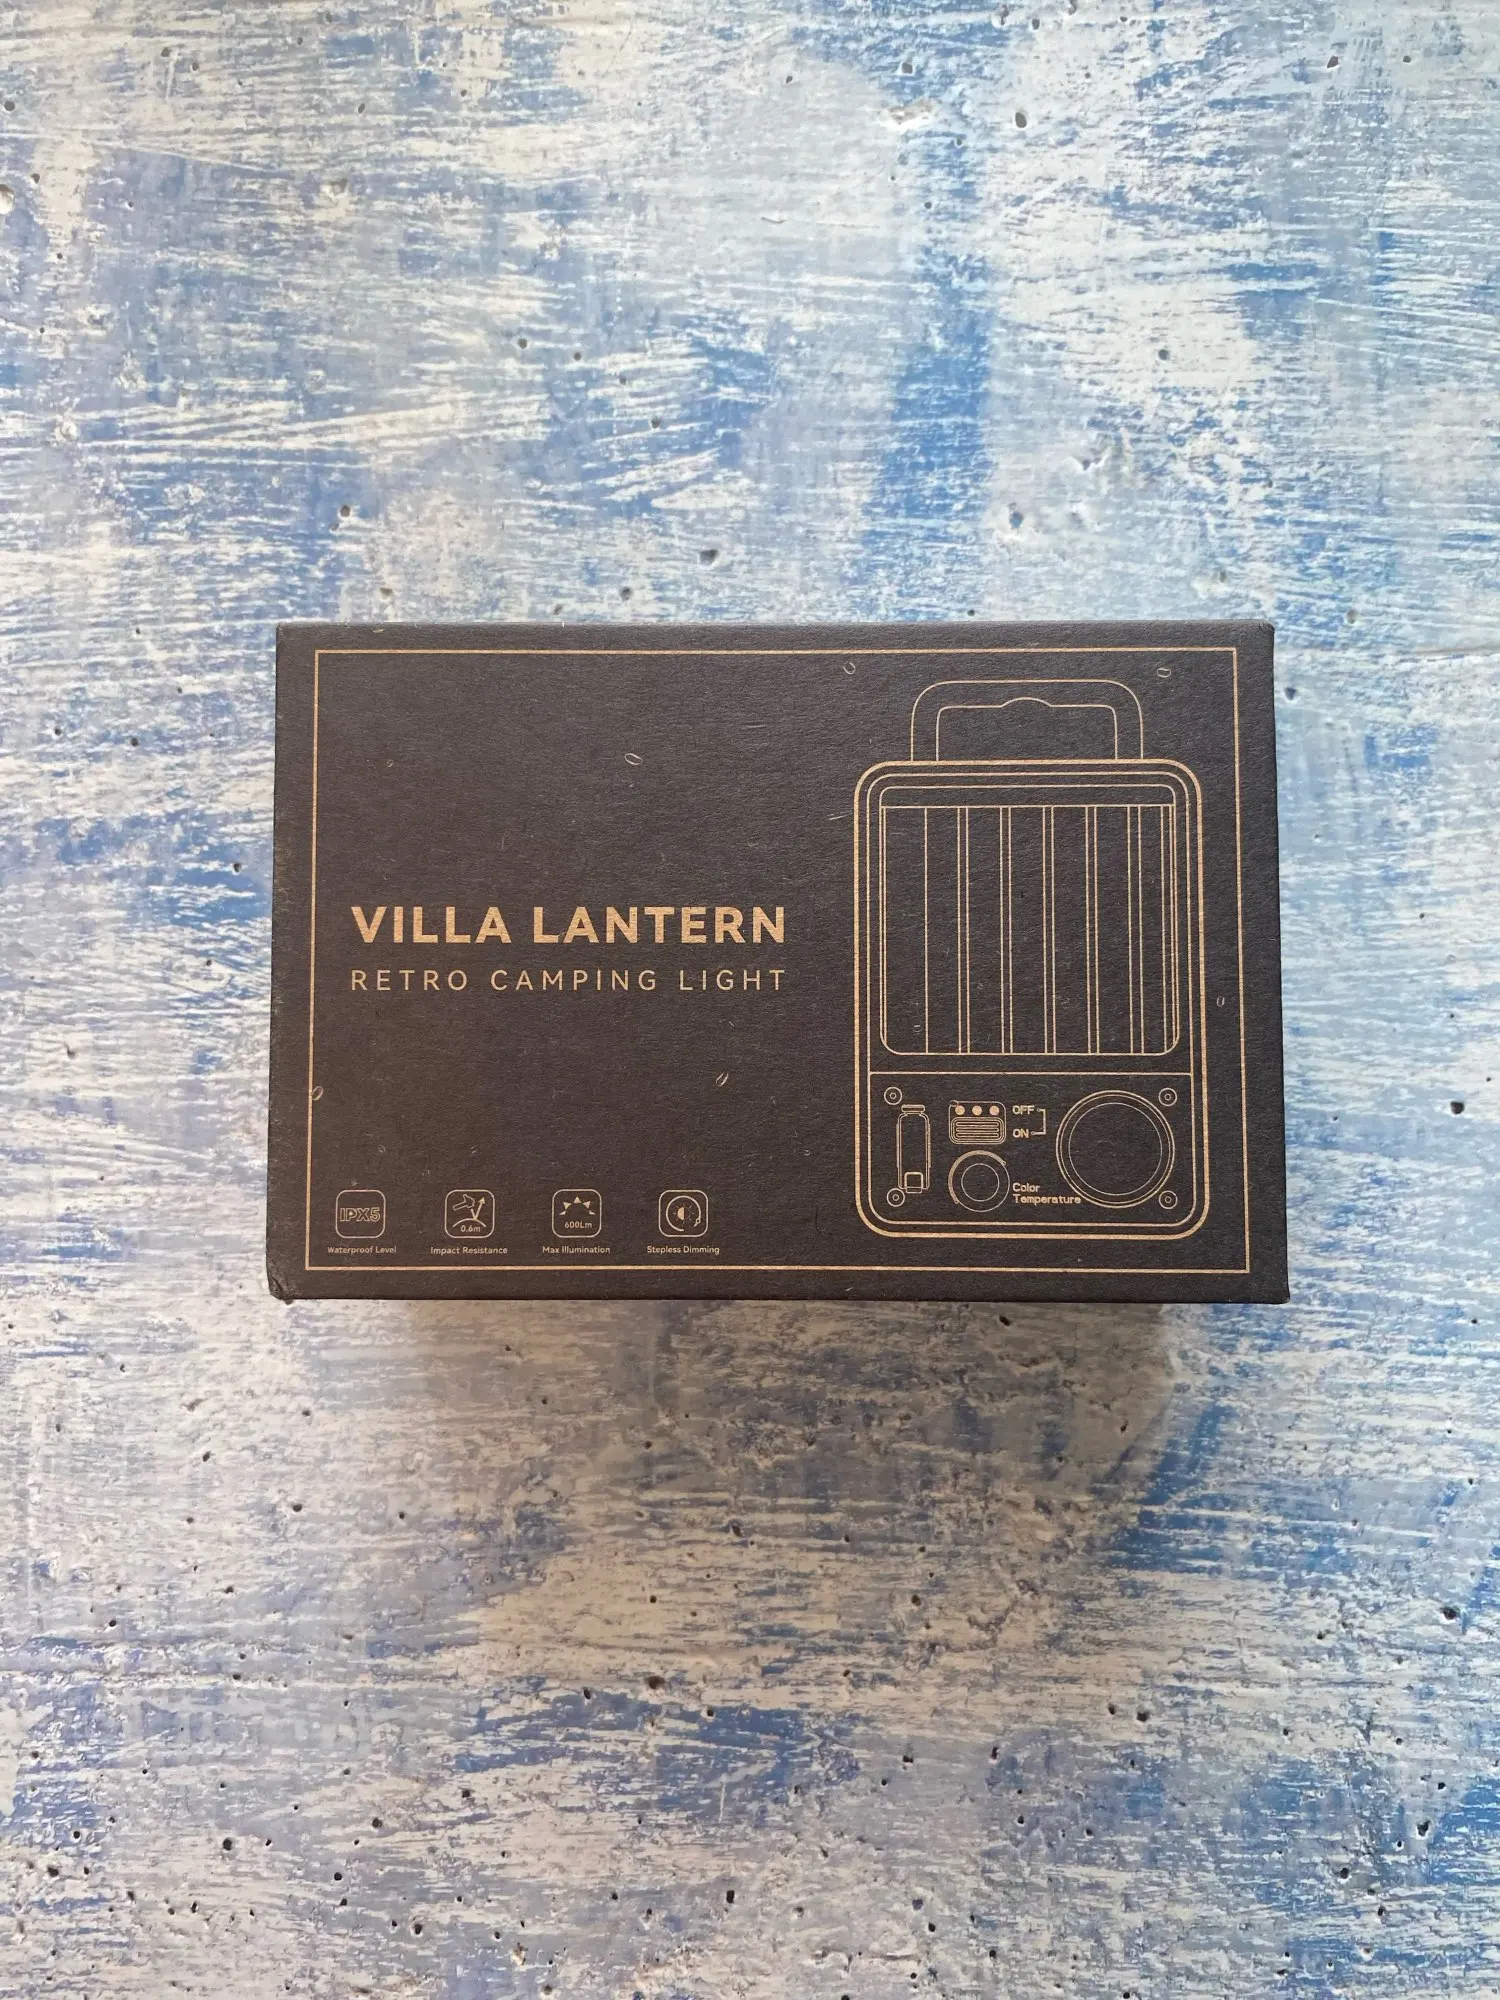 VILLA LANTERN
RETRO CAMPING LIGHT
OFF
ON
Color
Temperature
IPX5
0.6m
600Lm
Waterproof Level
Impact Resistance
Max Illumination
Stepless Dimming